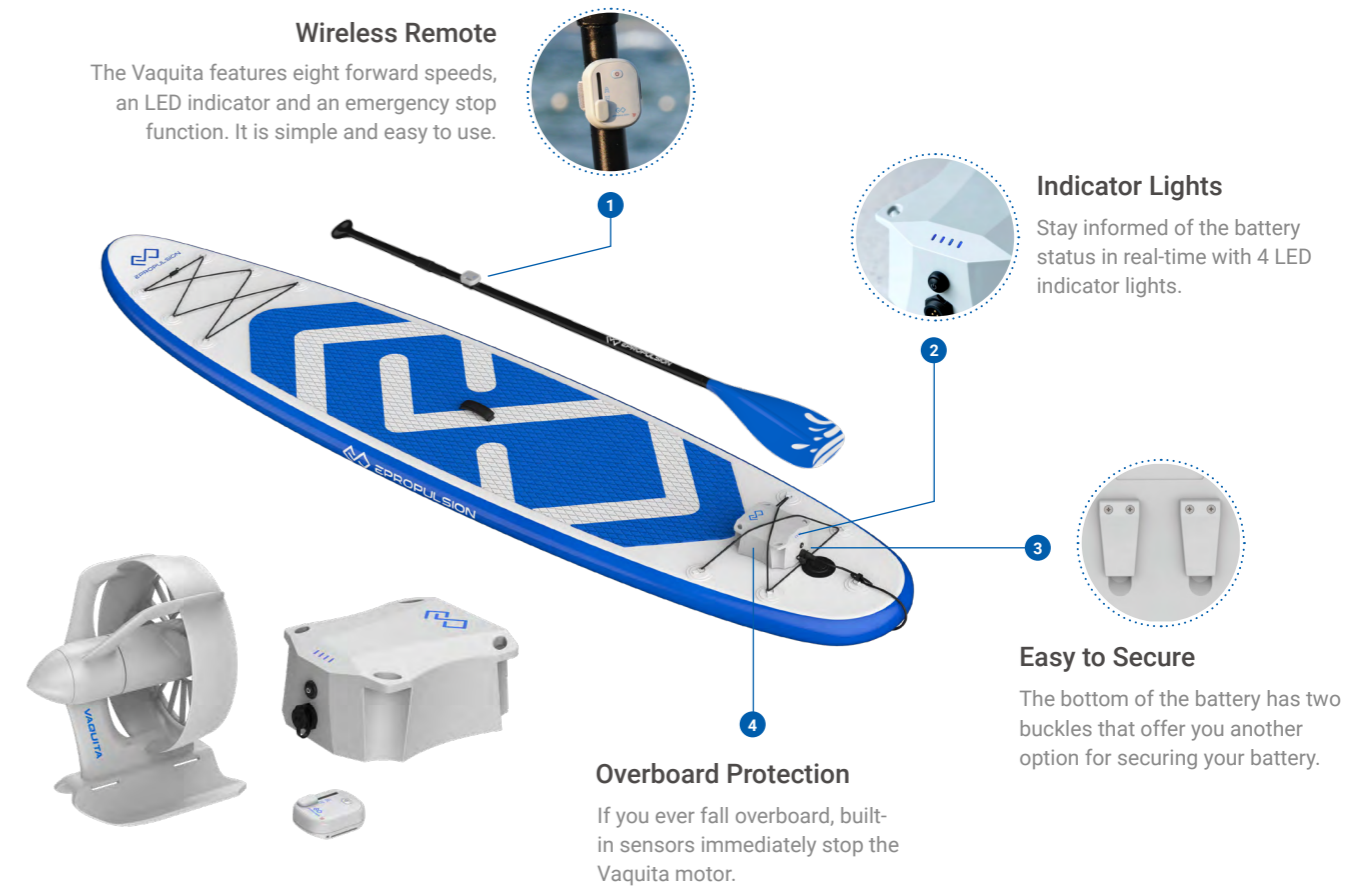 Wireless Remote
The Vaquita features eight forward speeds,
an LED indicator and an emergency stop
function. It is simple and easy to use.
1
Indicator Lights
Stay informed of the battery
status in real-time with 4 LED
indicator lights.
2
EPROPULSION
EPROPULSION
EPROPULSION
3
Easy to Secure
The bottom of the battery has two
buckles that offer you another
option for securing your battery.
VAQUITA
4
Overboard Protection
If you ever fall overboard, built-
in sensors immediately stop the
Vaquita motor.